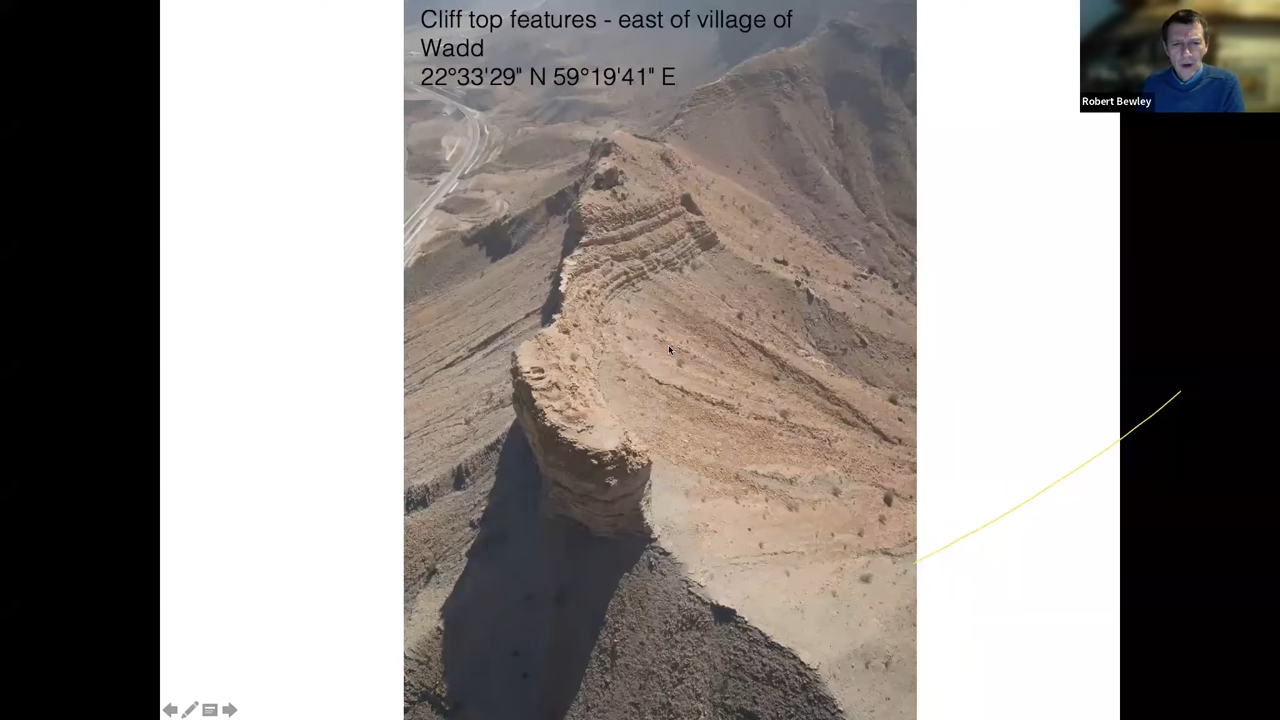 Cliff top features - east of village of
Wadd
22°33'29" N 59°19'41" E
Robert Bewley